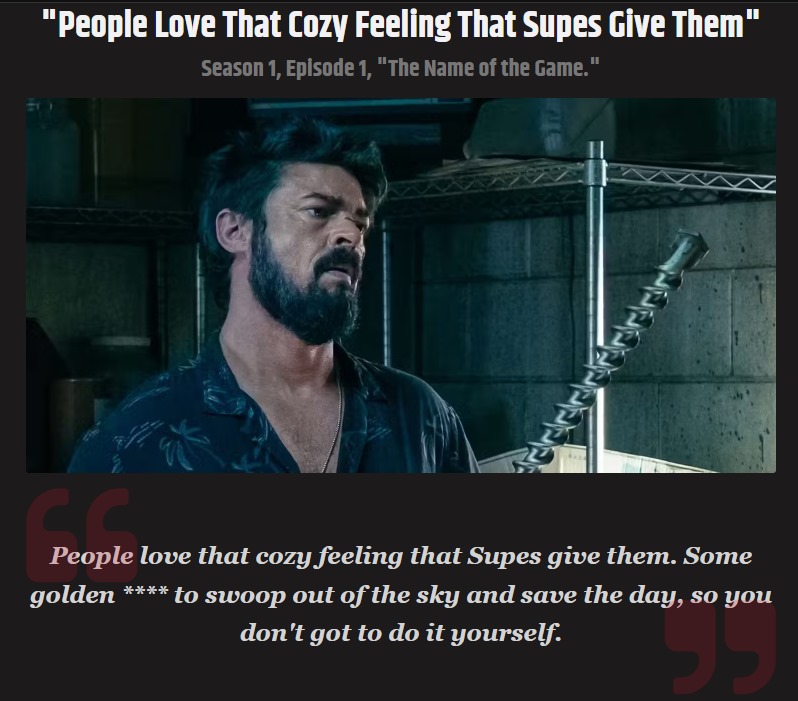 "People Love That Cozy Feeling That Supes Give Them"
Season 1, Episode 1, "The Name of the Game."
People love that cozy feeling that Supes give them. Some
golden **** to swoop out of the sky and save the day, so you
don't got to do it yourself.